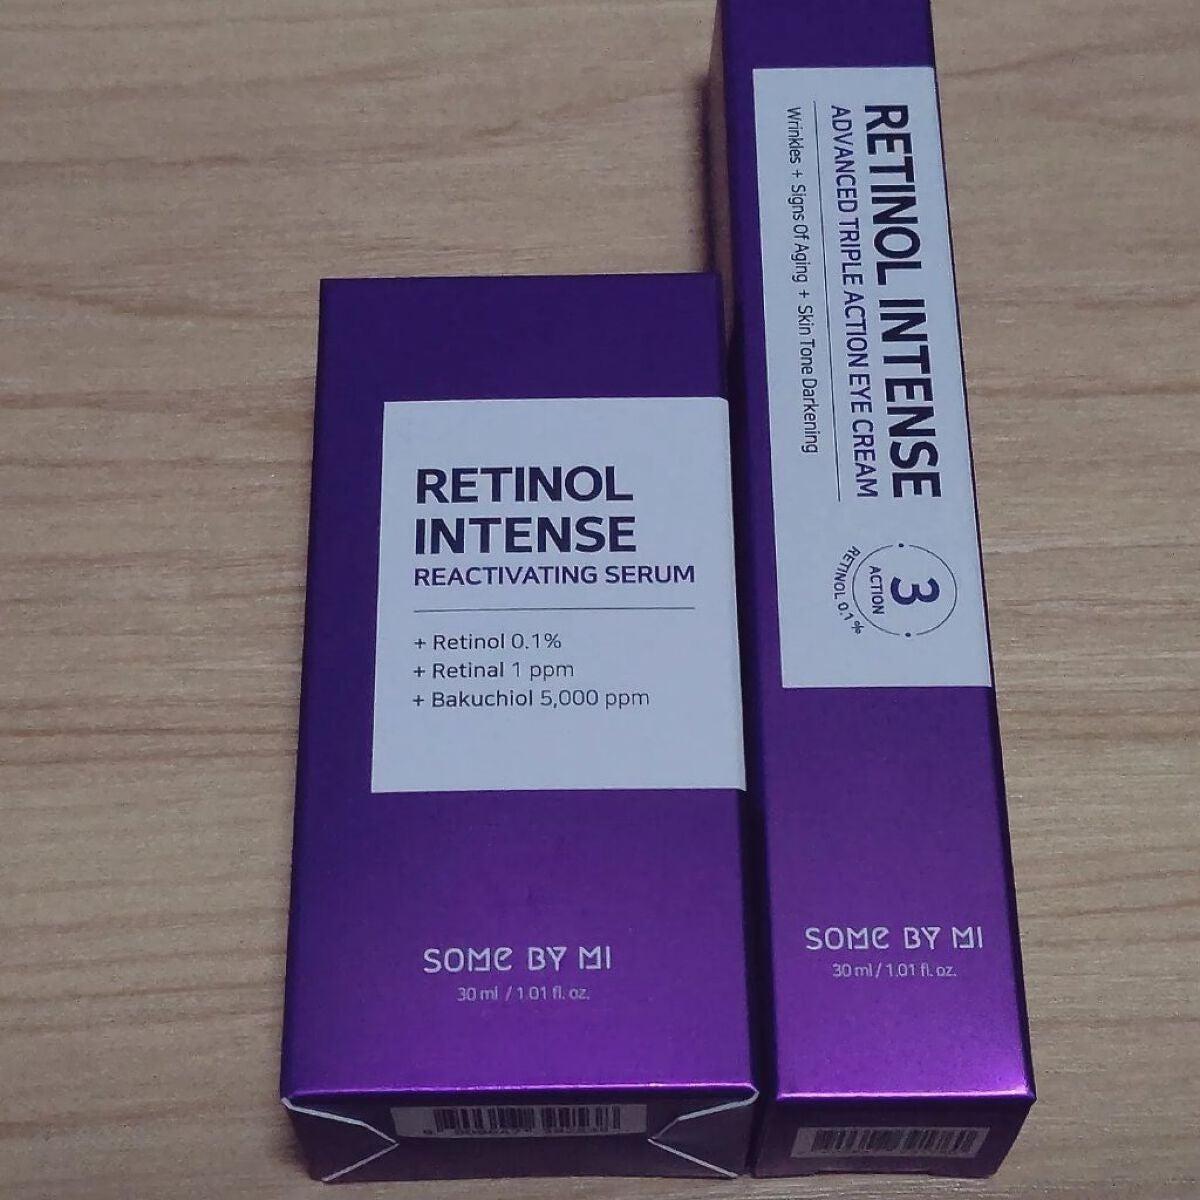 RETINOL
INTENSE
REACTIVATING SERUM
+ Retinol 0.1%
+ Retinal 1 ppm
+ Bakuchiol 5,000 ppm
SOME BY MI
30 ml / 1.01 fl. oz.
RETINOL INTENSE
ADVANCED TRIPLE ACTION EYE CREAM
Wrinkles + Signs Of Aging + Skin Tone Darkening
3
ACTION
RETINOL 0.1%
SOME BY MI
30 ml / 1.01 fl. oz.